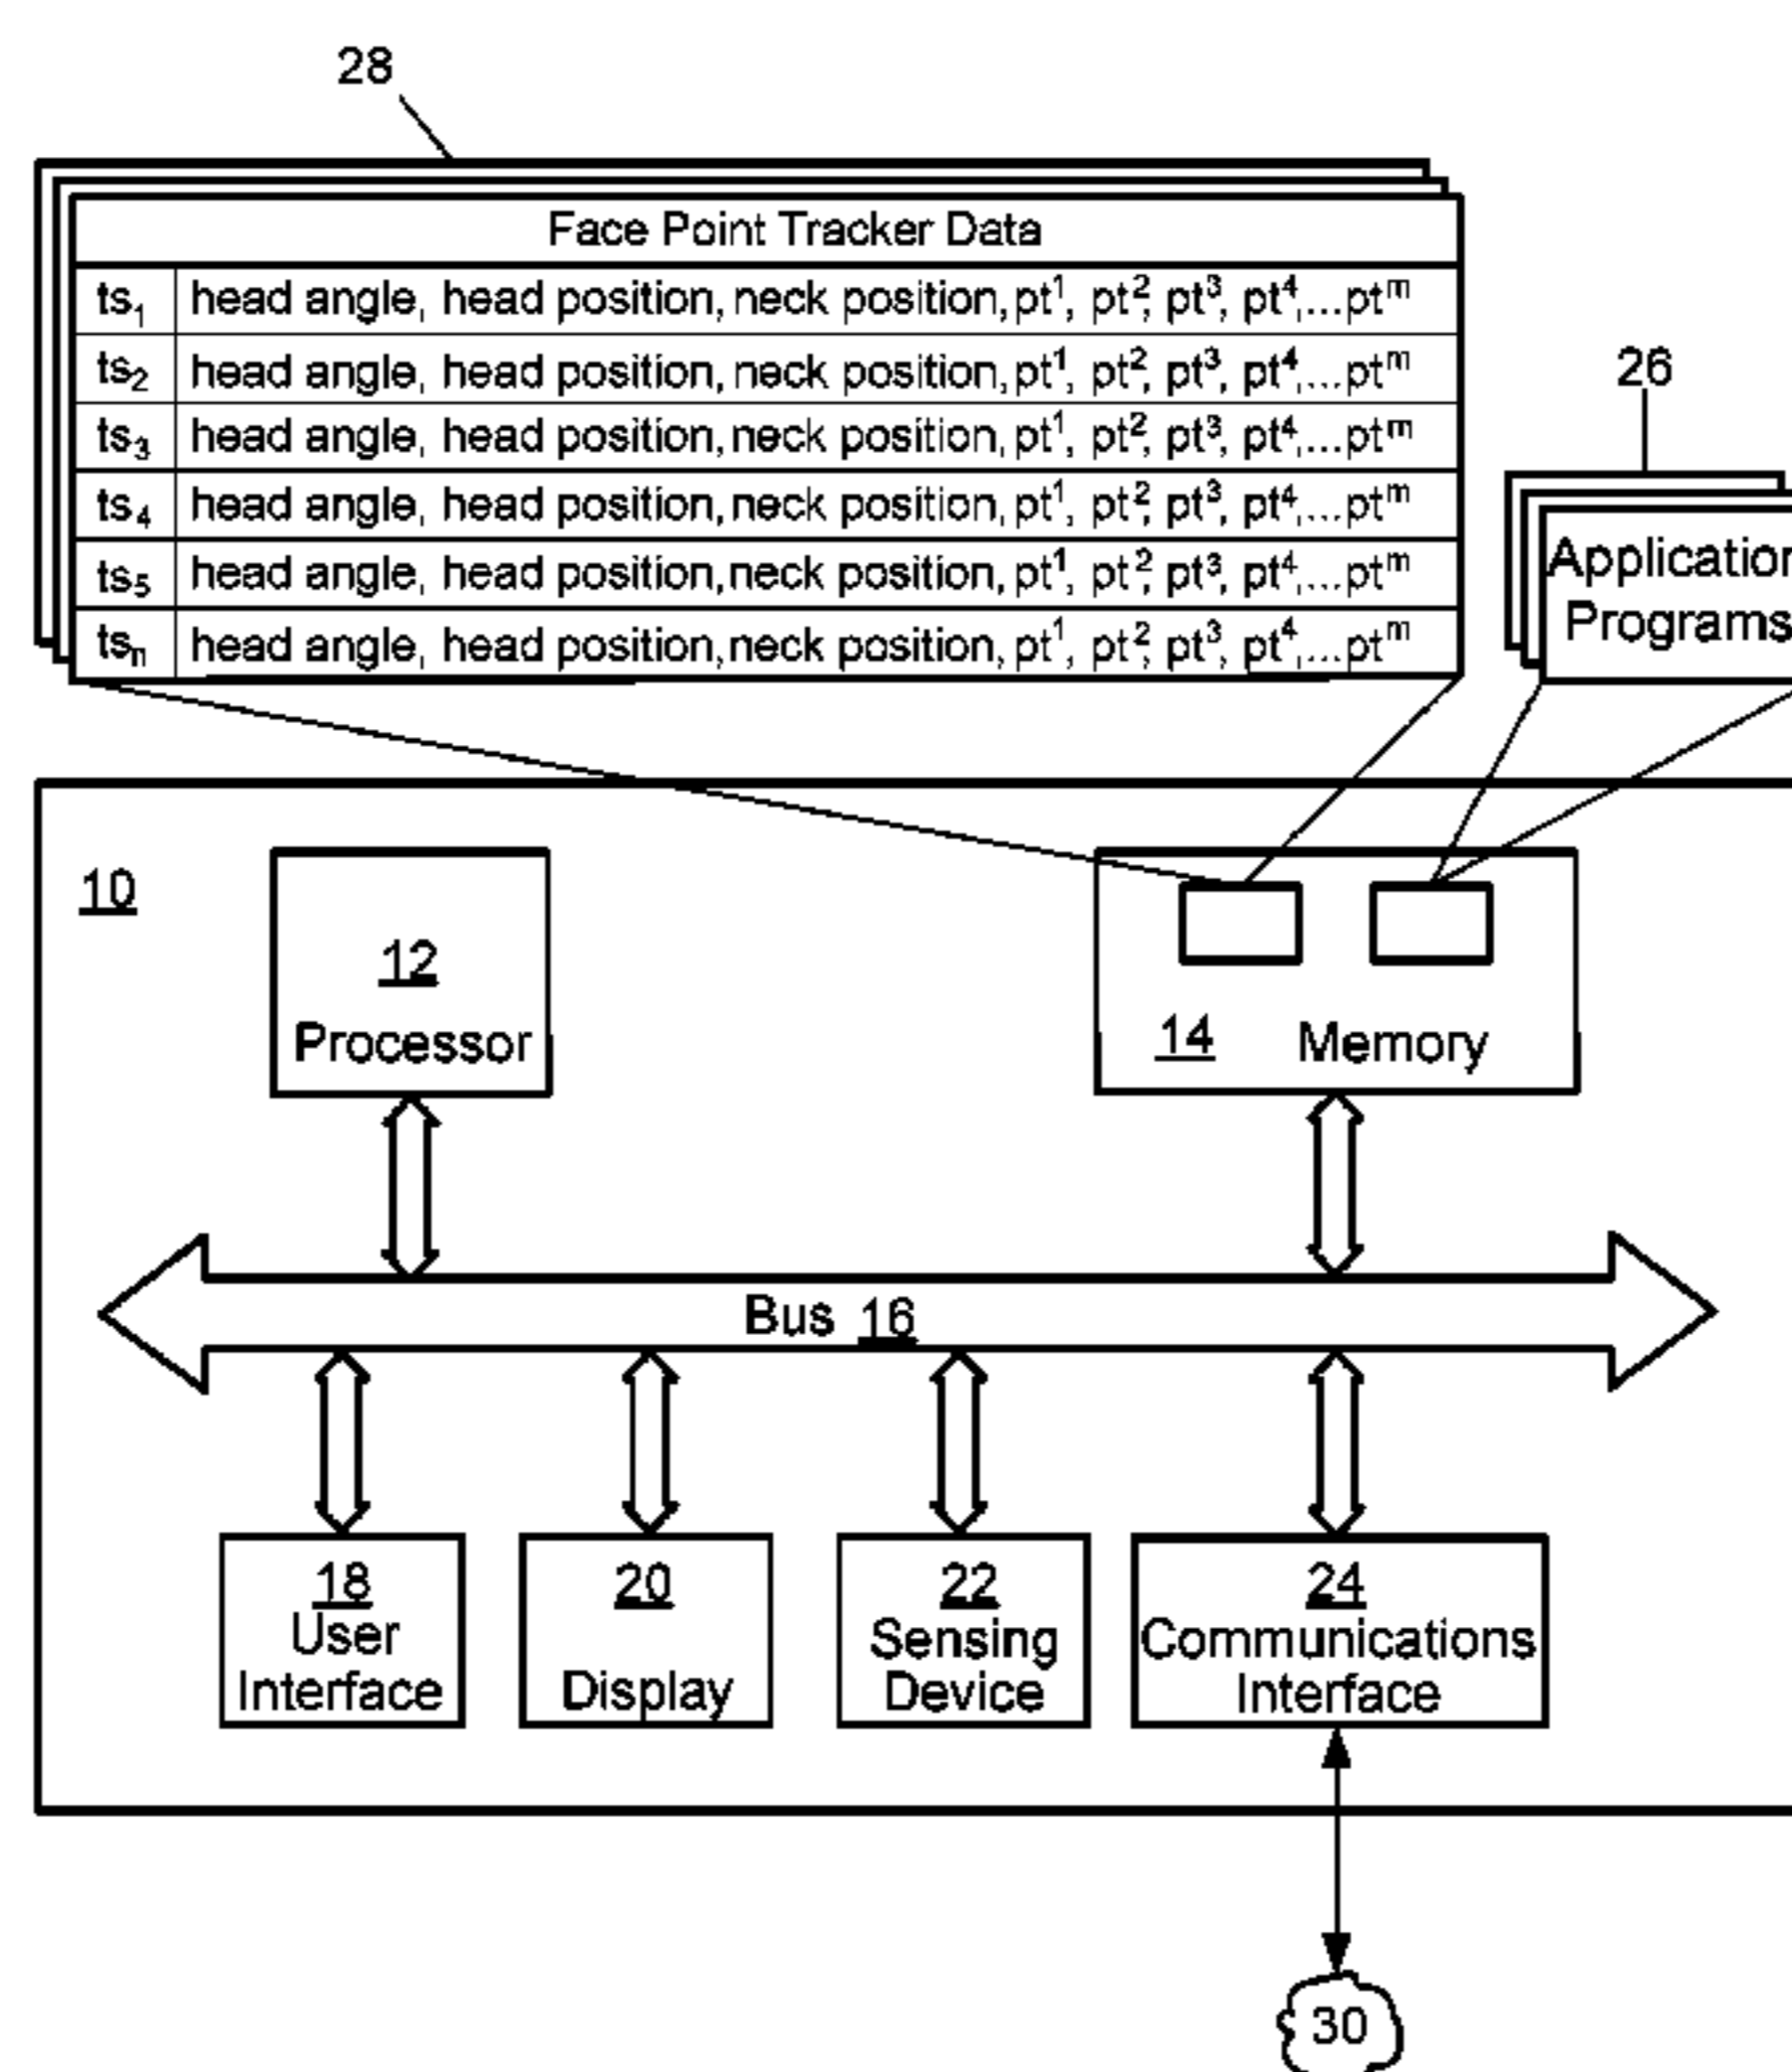 28
Face Point Tracker Data
ts₁ head angle, head position, neck position, pt¹, pt², pt³, pt⁴,...ptᵐ
ts₂ head angle, head position, neck position, pt¹, pt², pt³, pt⁴,...ptᵐ
ts₃ head angle, head position, neck position, pt¹, pt², pt³, pt⁴,...ptᵐ
ts₄ head angle, head position, neck position, pt¹, pt², pt³, pt⁴,...ptᵐ
ts₅ head angle, head position, neck position, pt¹, pt², pt³, pt⁴,...ptᵐ
tsₙ head angle, head position, neck position, pt¹, pt², pt³, pt⁴,...ptᵐ
26
Application
Programs
10
12
Processor
14 Memory
Bus 16
18
User
Interface
20
Display
22
Sensing
Device
24
Communications
Interface
30